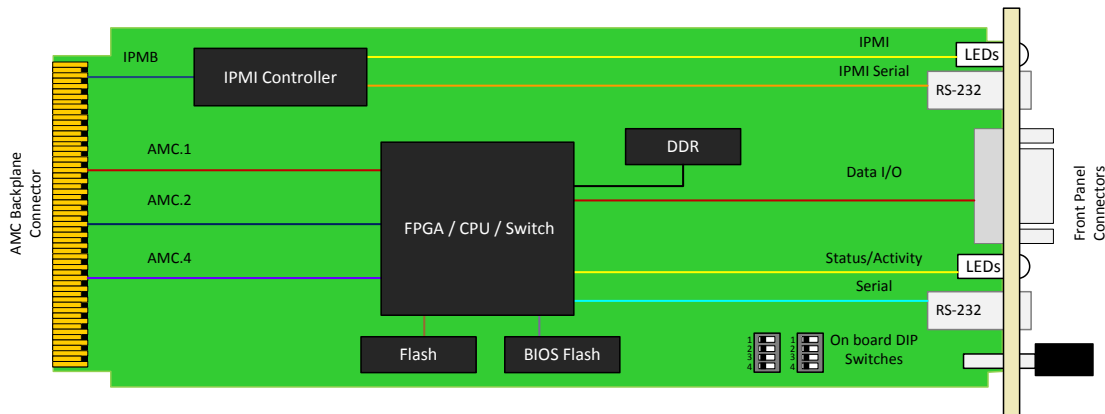 IPMB
IPMI Controller
IPMI
LEDs
IPMI Serial
RS-232
AMC.1
DDR
Data I/O
AMC Backplane
Connector
AMC.2
FPGA / CPU / Switch
Front Panel
Connectors
AMC.4
Status/Activity
LEDs
Serial
RS-232
Flash
BIOS Flash
1
2
3
4
1
2
3
4
On board DIP
Switches